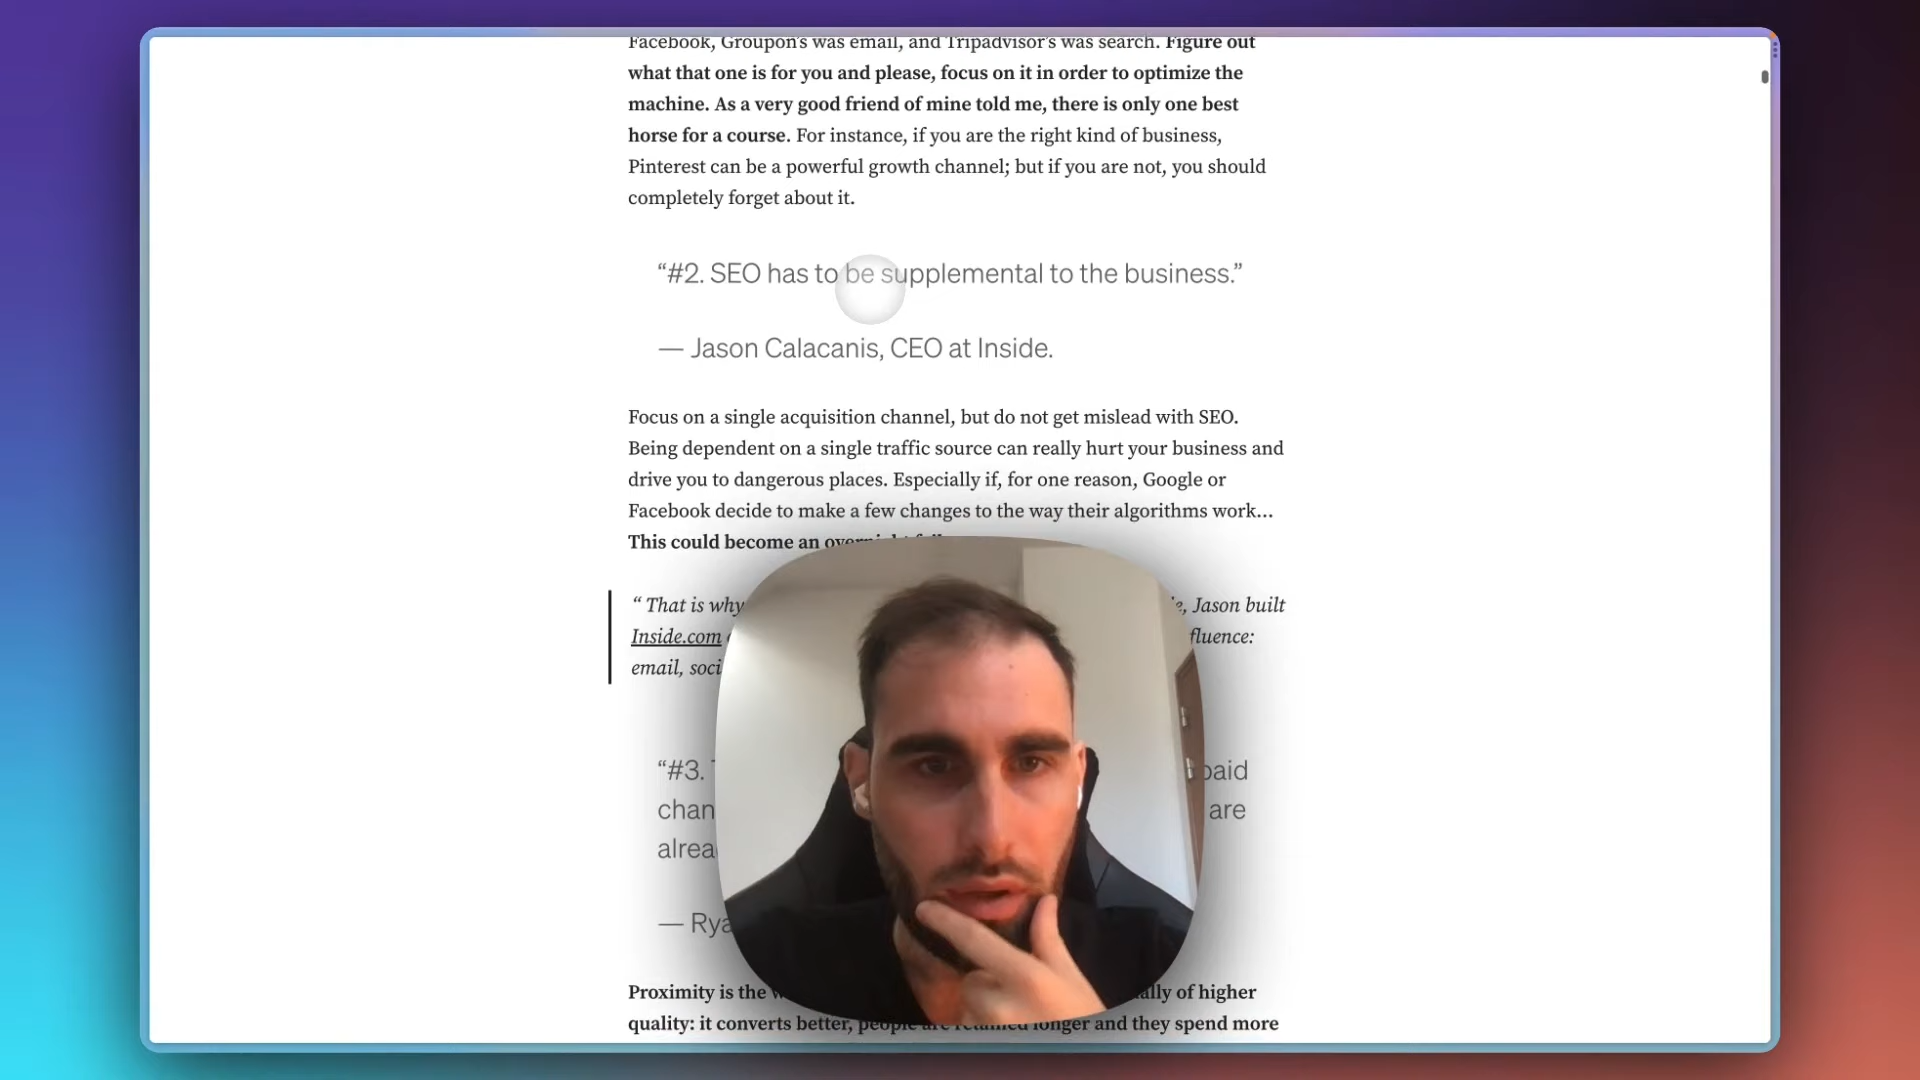 Facebook, Groupon's was email, and Tripadvisor's was search. Figure out
what that one is for you and please, focus on it in order to optimize the
machine. As a very good friend of mine told me, there is only one best
horse for a course. For instance, if you are the right kind of business,
Pinterest can be a powerful growth channel; but if you are not, you should
completely forget about it.
“#2. SEO has to be supplemental to the business.”
— Jason Calacanis, CEO at Inside.
Focus on a single acquisition channel, but do not get mislead with SEO.
Being dependent on a single traffic source can really hurt your business and
drive you to dangerous places. Especially if, for one reason, Google or
Facebook decide to make a few changes to the way their algorithms work…
This could become an
“ That is why Jason built
Inside.com
email,
“#3. paid
are
—
Proximity is the of higher
quality: it converts better, people are retained longer and they spend more